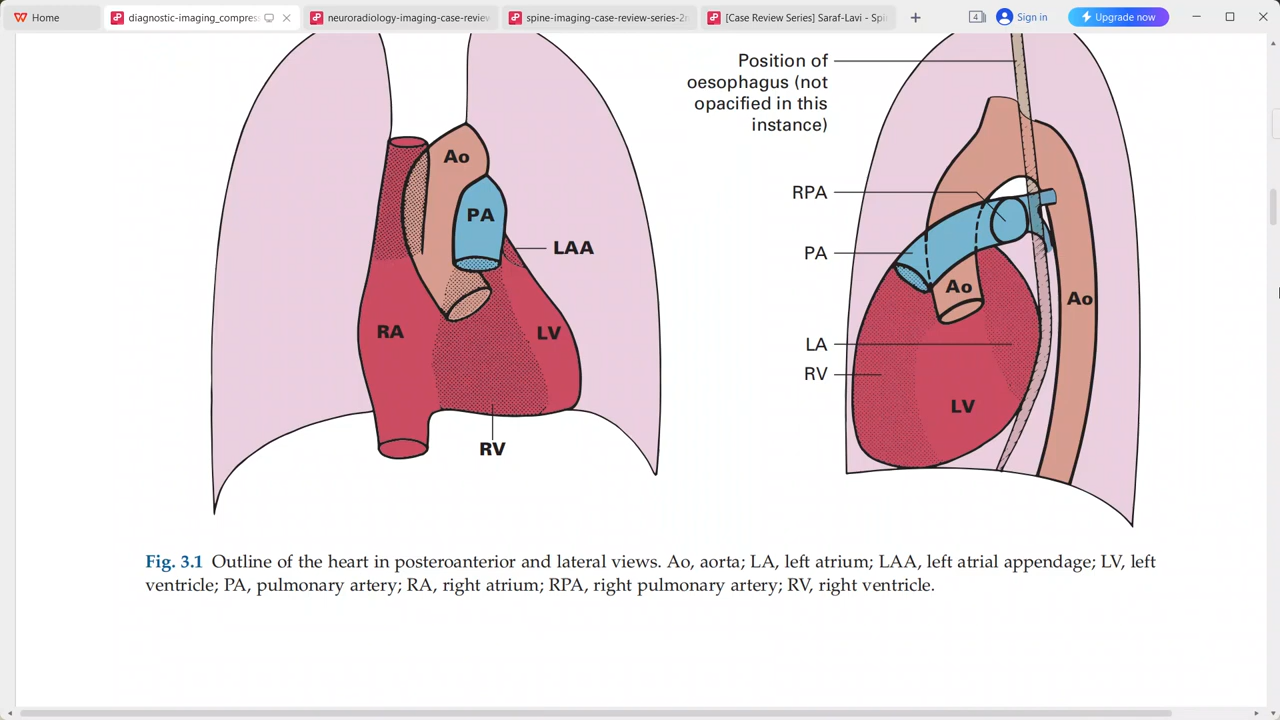 Home
diagnostic-imaging_compres
neuroradiology-imaging-case-review
spine-imaging-case-review-series-2
[Case Review Series] Saraf-Lavi - Spi
4
Sign in
Upgrade now
Position of
oesophagus (not
opacified in this
instance)
Ao
PA
LAA
RA
LV
RV
RPA
PA
Ao
Ao
LA
RV
LV
Fig. 3.1 Outline of the heart in posteroanterior and lateral views. Ao, aorta; LA, left atrium; LAA, left atrial appendage; LV, left
ventricle; PA, pulmonary artery; RA, right atrium; RPA, right pulmonary artery; RV, right ventricle.